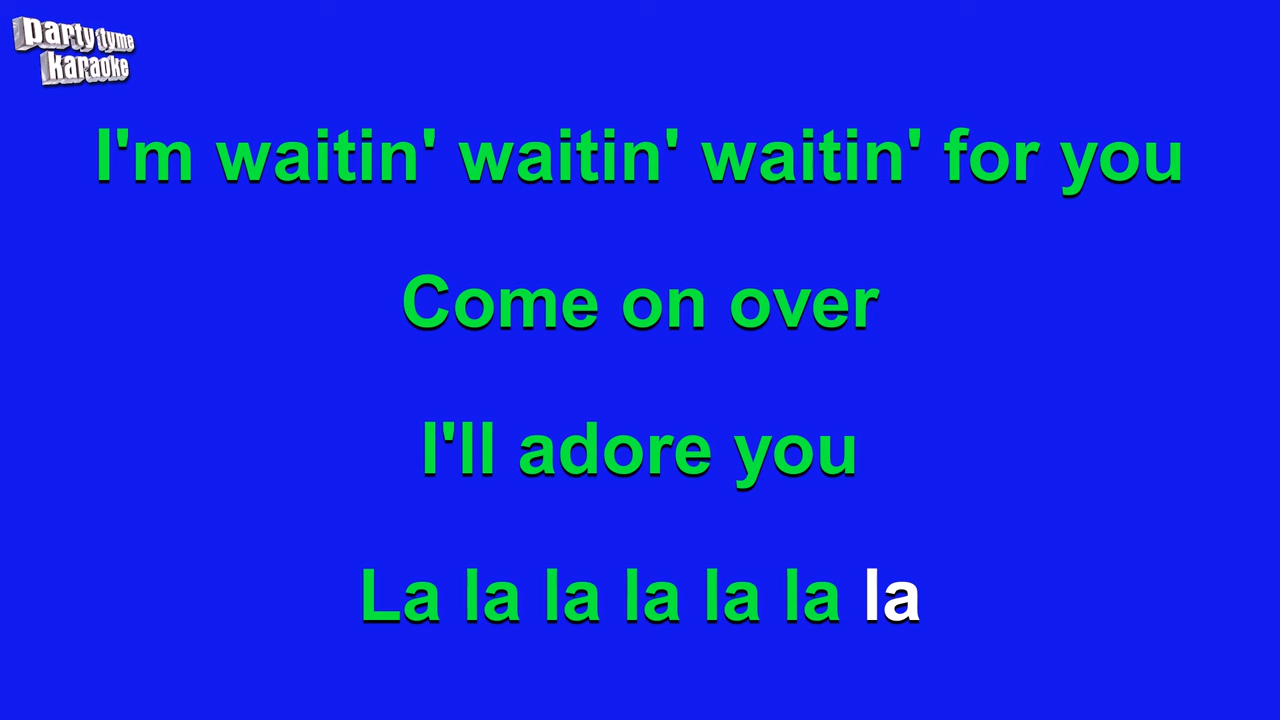 party tyme
karaoke
I'm waitin' waitin' waitin' for you
Come on over
I'll adore you
La la la la la la la